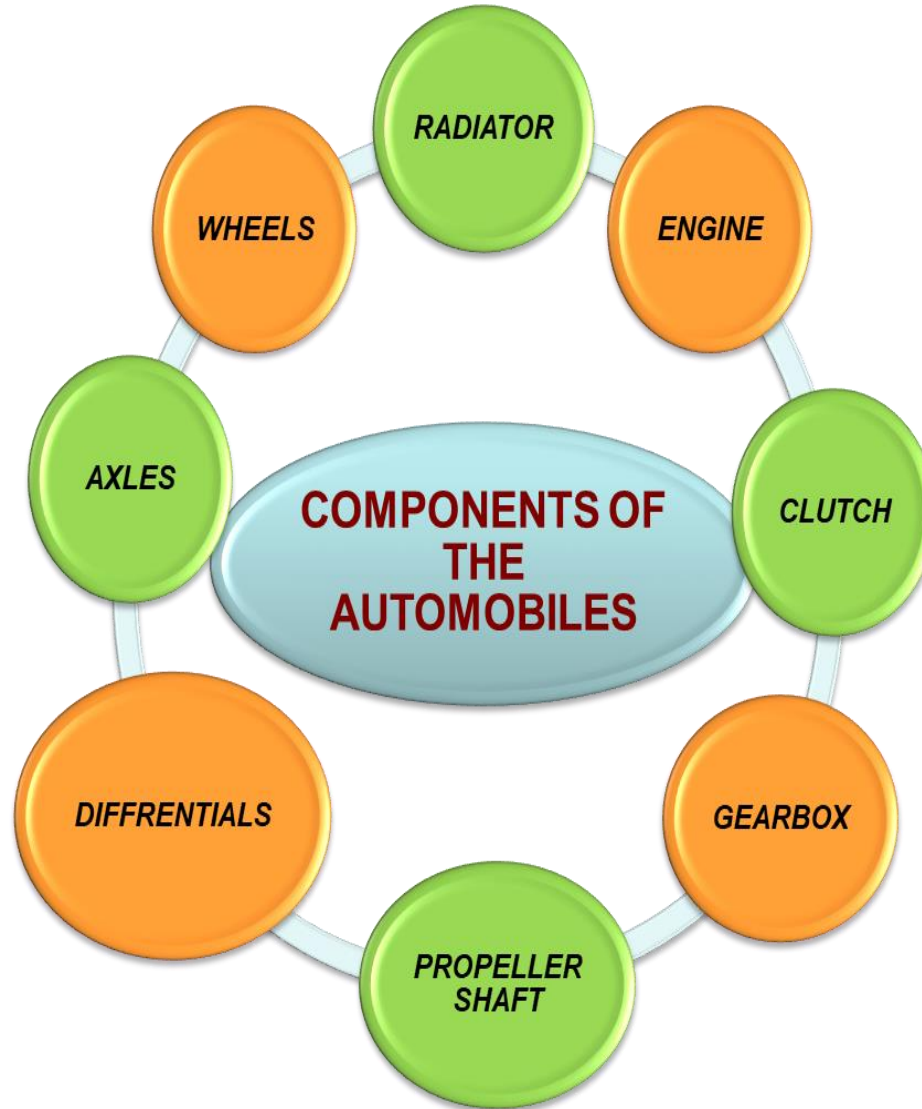 RADIATOR
WHEELS
ENGINE
AXLES
CLUTCH
COMPONENTS OF
THE
AUTOMOBILES
DIFFRENTIALS
GEARBOX
PROPELLER
SHAFT